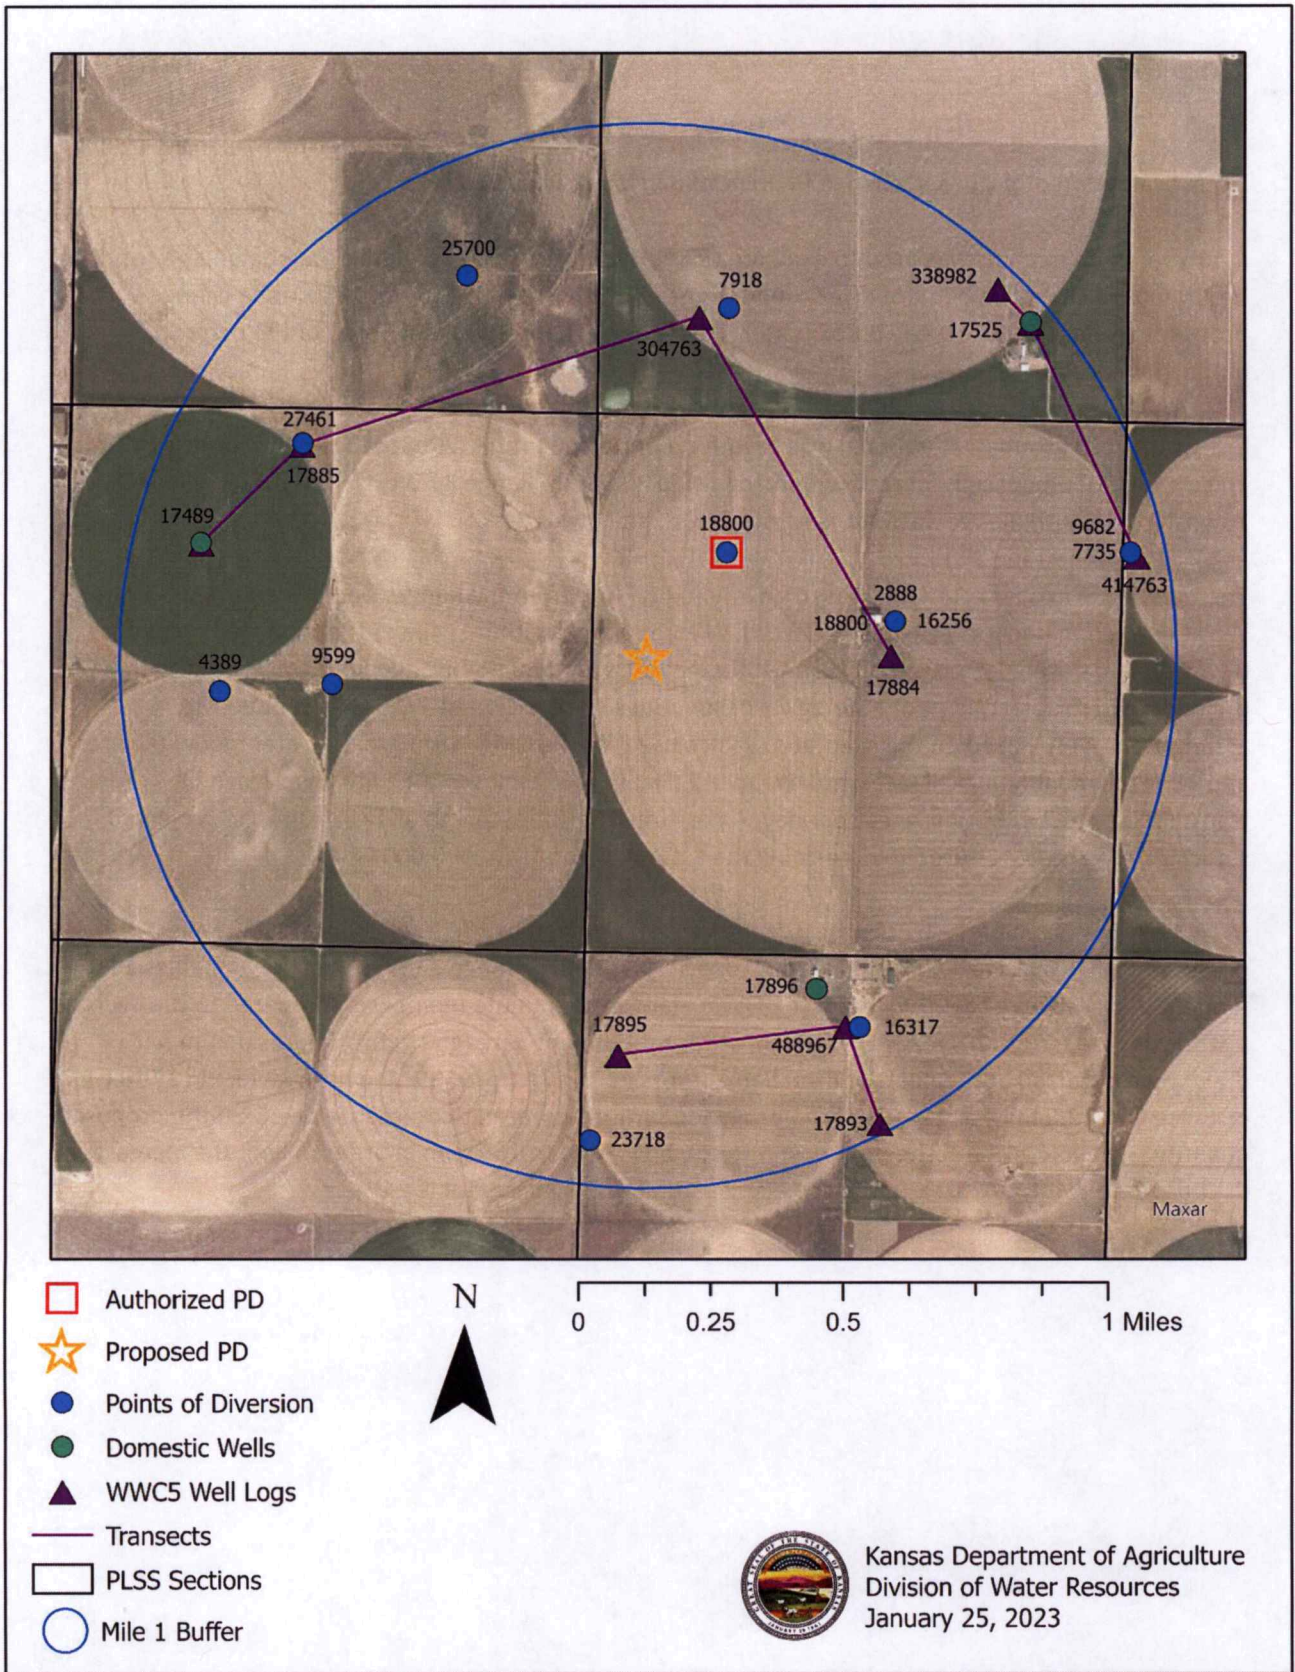 25700
7918
338982
17525
304763
27461
17885
17489
18800
9682
7735
414763
2888
18800
16256
17884
4389
9599
17896
17895
488967
16317
17893
23718
Maxar
Authorized PD
Proposed PD
Points of Diversion
Domestic Wells
WWC5 Well Logs
Transects
PLSS Sections
Mile 1 Buffer
N
0 0.25 0.5 1 Miles
Kansas Department of Agriculture
Division of Water Resources
January 25, 2023